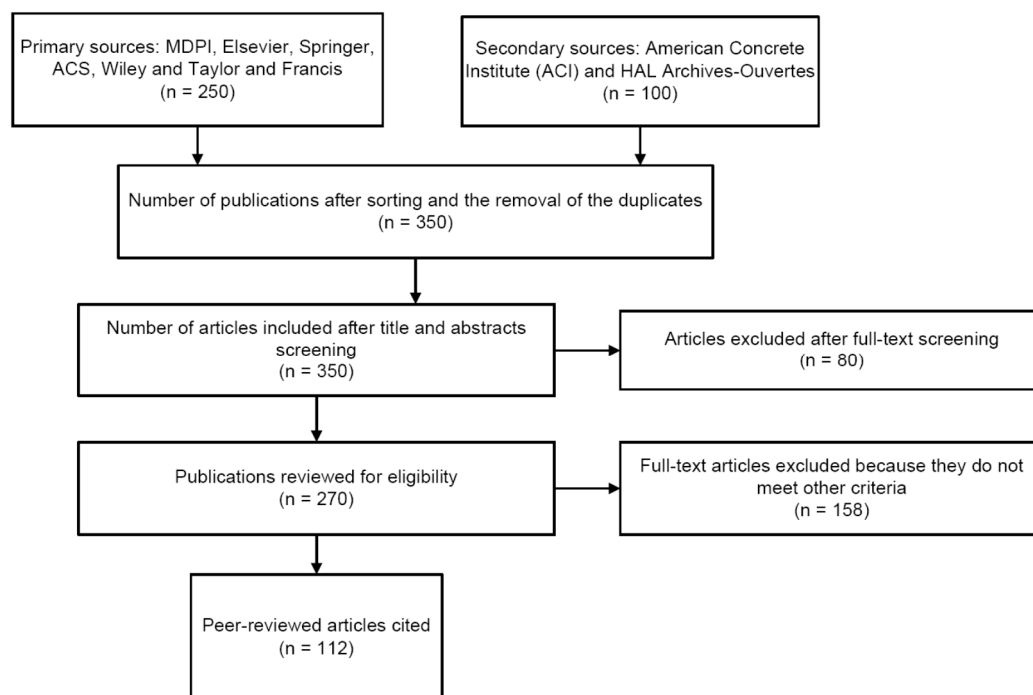 Primary sources: MDPI, Elsevier, Springer,
ACS, Wiley and Taylor and Francis
(n = 250)
Secondary sources: American Concrete
Institute (ACI) and HAL Archives-Ouvertes
(n = 100)
Number of publications after sorting and the removal of the duplicates
(n = 350)
Number of articles included after title and abstracts
screening
(n = 350)
Articles excluded after full-text screening
(n = 80)
Publications reviewed for eligibility
(n = 270)
Full-text articles excluded because they do not
meet other criteria
(n = 158)
Peer-reviewed articles cited
(n = 112)